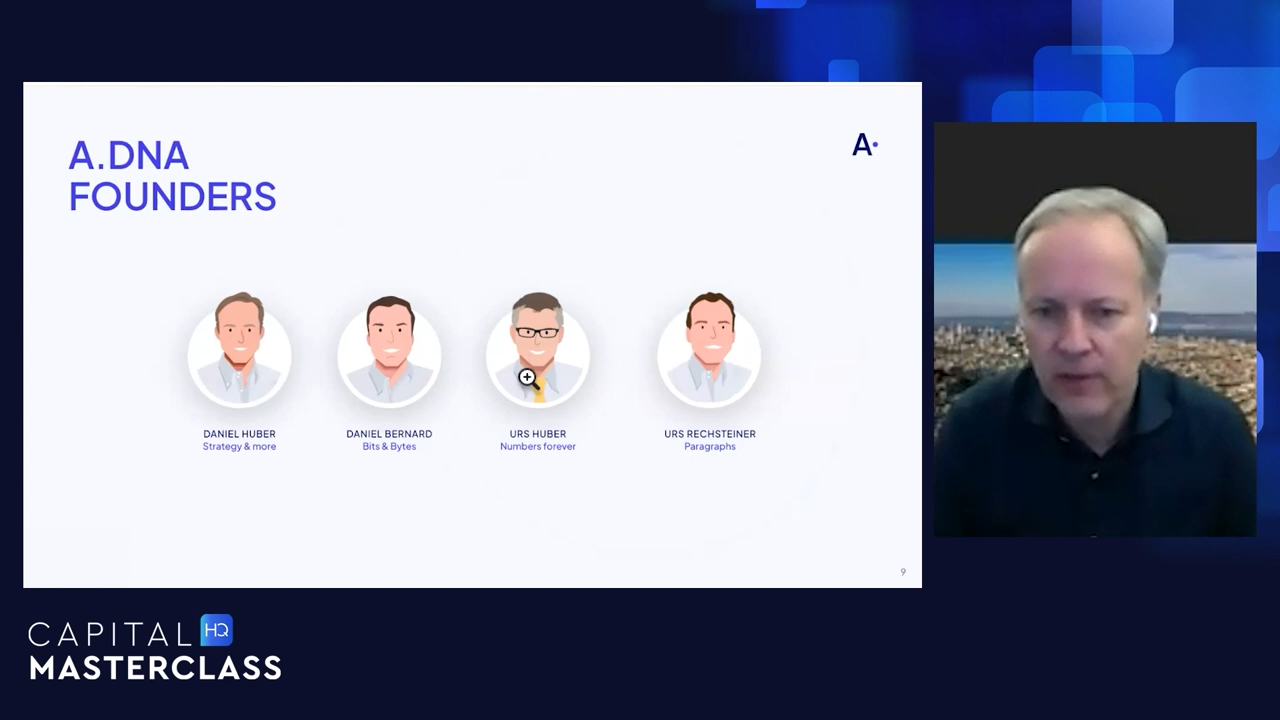 A.DNA
FOUNDERS
A
DANIEL HUBER
Strategy & more
DANIEL BERNARD
Bits & Bytes
URS HUBER
Numbers forever
URS RECHSTEINER
Paragraphs
9
CAPITAL HQ
MASTERCLASS